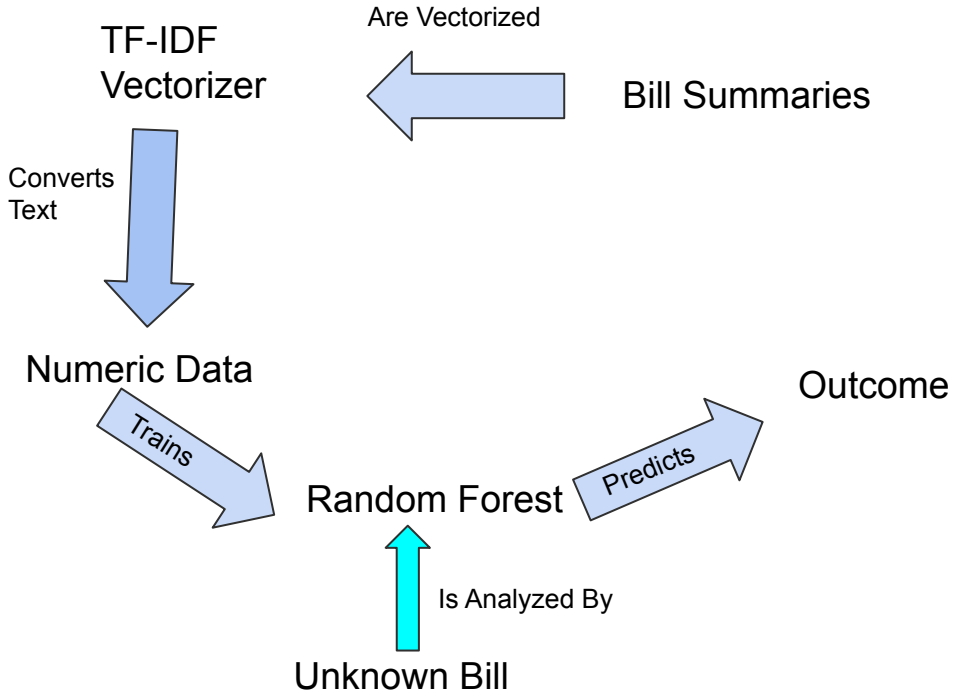 Are Vectorized
TF-IDF
Vectorizer
Bill Summaries
Converts
Text
Numeric Data
Outcome
Trains
Predicts
Random Forest
Is Analyzed By
Unknown Bill